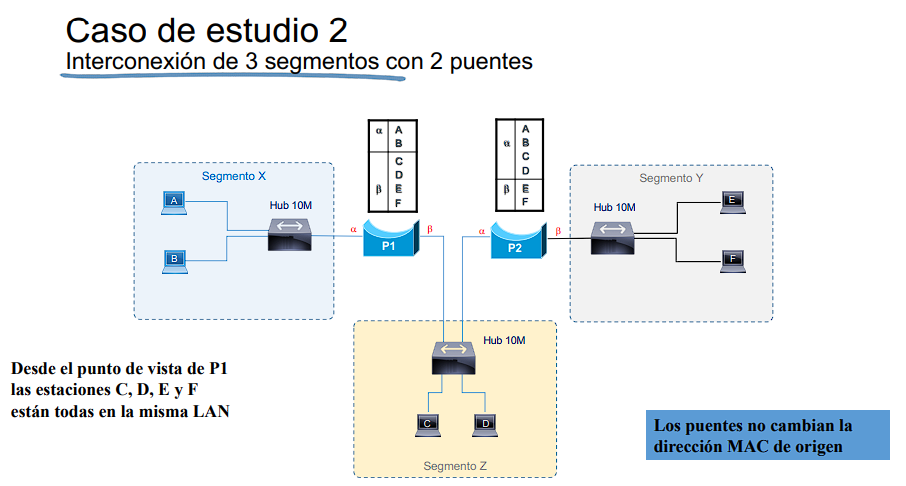 Caso de estudio 2
Interconexión de 3 segmentos con 2 puentes
α A
B
β C
D
E
F
α A
B
C
D
β E
F
Segmento X
A
B
Hub 10M
α
P1
β
α
P2
β
Segmento Y
Hub 10M
E
F
Hub 10M
C
D
Segmento Z
Desde el punto de vista de P1
las estaciones C, D, E y F
están todas en la misma LAN
Los puentes no cambian la
dirección MAC de origen